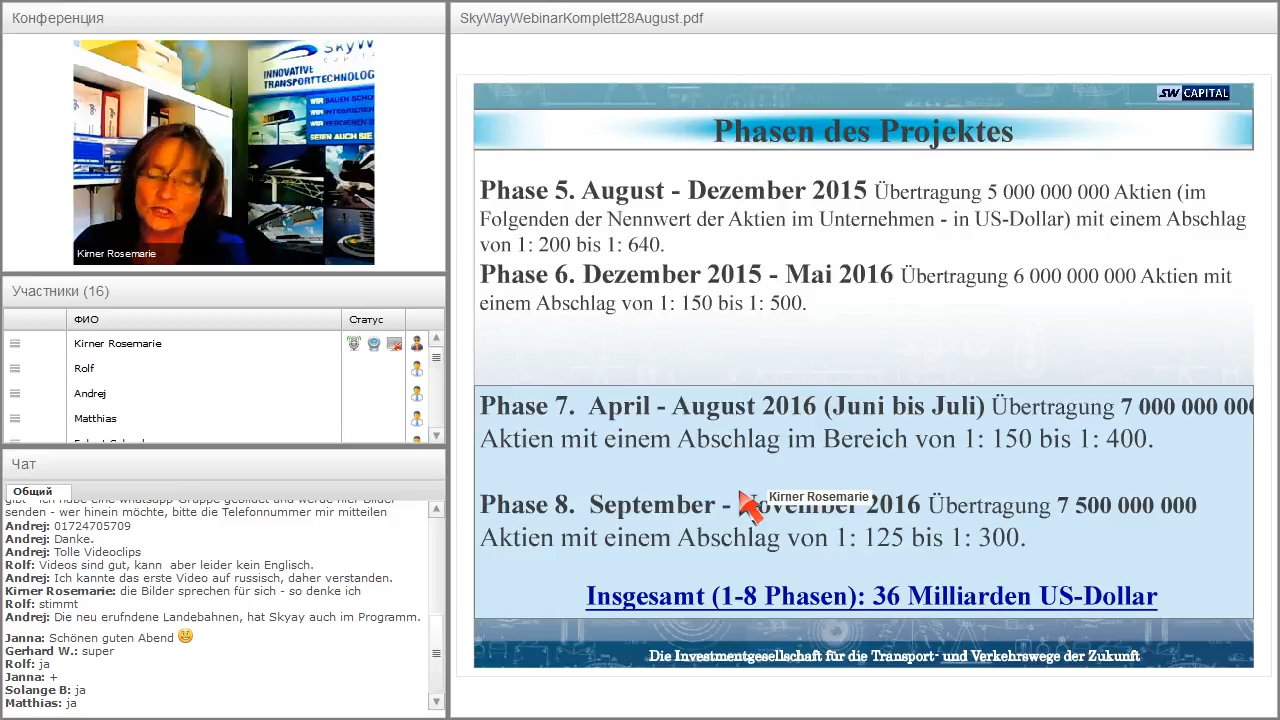 Конференция
SkyWayWebinarKomplett28August.pdf
INNOVATIVE
TRANSPORTTECHNOLOG
WIR BAUEN SCHO
SEIEN AUCH SIE
Kirner Rosemarie
Участники (16)
ФИО
Статус
Kirner Rosemarie
Rolf
Andrej
Matthias
Чат
Общий
senden - wer hinein möchte, bitte die Telefonnummer mir mitteilen
Andrej: 01724705709
Andrej: Danke.
Andrej: Tolle Videoclips
Rolf: Videos sind gut, kann aber leider kein Englisch.
Andrej: Ich kannte das erste Video auf russisch, daher verstanden.
Kirner Rosemarie: die Bilder sprechen für sich - so denke ich
Rolf: stimmt
Andrej: Die neu erufndene Landebahnen, hat Skyay auch im Programm.
Janna: Schönen guten Abend
Gerhard W.: super
Rolf: ja
Janna: +
Solange B: ja
Matthias: ja
SW CAPITAL
Phasen des Projektes
Phase 5. August - Dezember 2015 Übertragung 5 000 000 000 Aktien (im
Folgenden der Nennwert der Aktien im Unternehmen - in US-Dollar) mit einem Abschlag
von 1: 200 bis 1: 640.
Phase 6. Dezember 2015 - Mai 2016 Übertragung 6 000 000 000 Aktien mit
einem Abschlag von 1: 150 bis 1: 500.
Phase 7. April - August 2016 (Juni bis Juli) Übertragung 7 000 000 000
Aktien mit einem Abschlag im Bereich von 1: 150 bis 1: 400.
Kirner Rosemarie
Phase 8. September - November 2016 Übertragung 7 500 000 000
Aktien mit einem Abschlag von 1: 125 bis 1: 300.
Insgesamt (1-8 Phasen): 36 Milliarden US-Dollar
Die Investmentgesellschaft für die Transport- und Verkehrswege der Zukunft